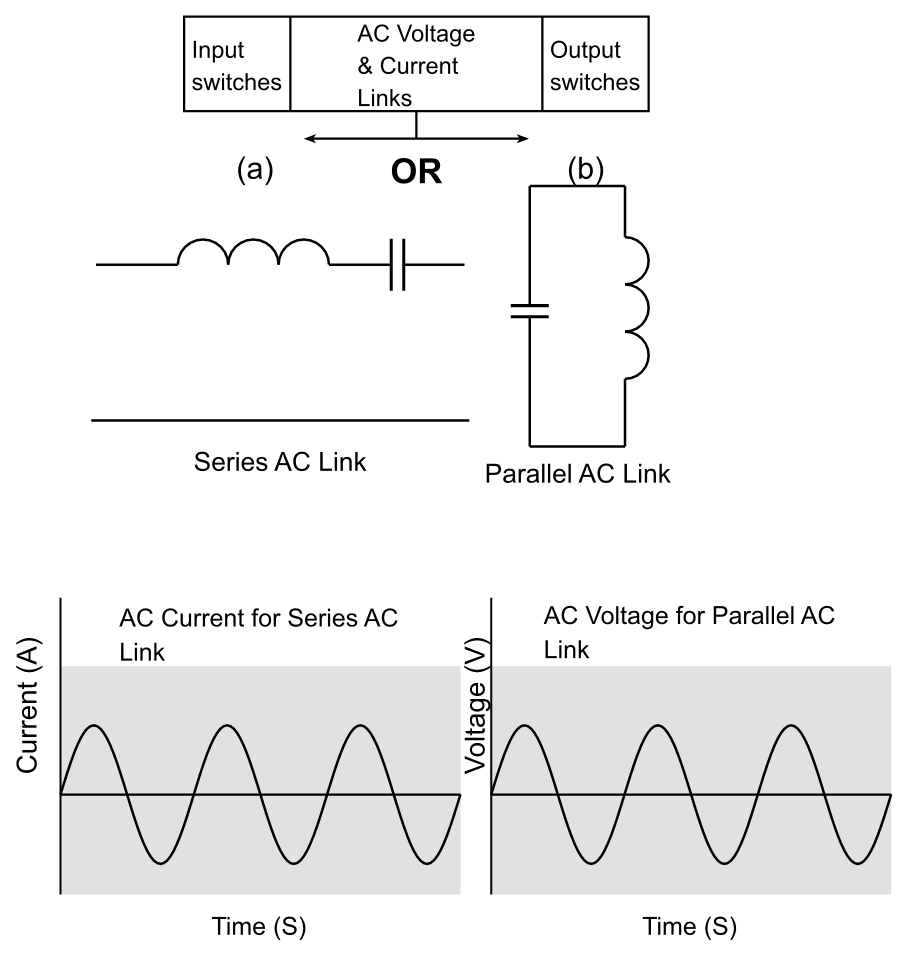 Input
switches
AC Voltage
& Current
Links
Output
switches
(a)
OR
(b)
Series AC Link
Parallel AC Link
AC Current for Series AC
Link
Current (A)
Time (S)
AC Voltage for Parallel AC
Link
Voltage (V)
Time (S)